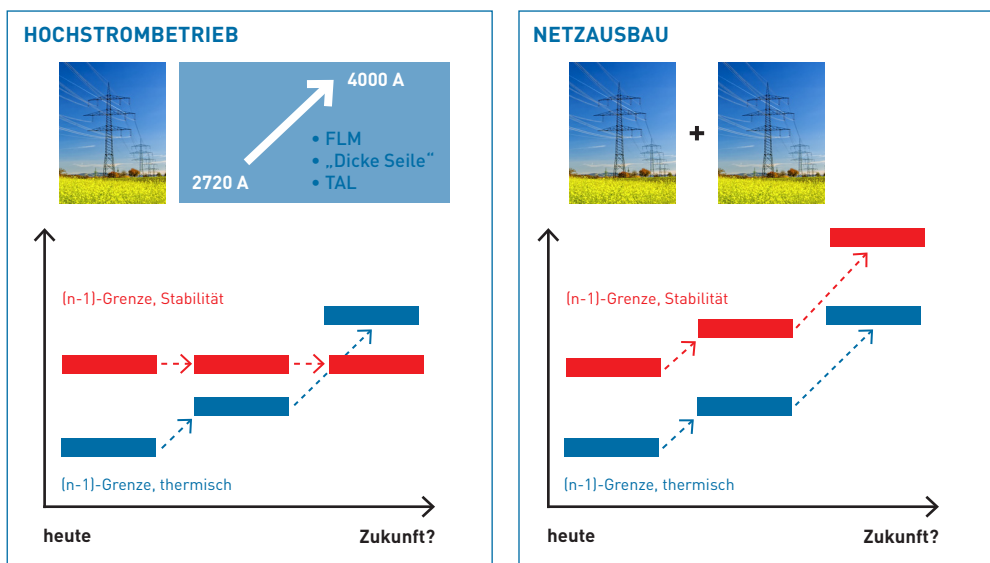 HOCHSTROMBETRIEB
4000 A
• FLM
• „Dicke Seile“
• TAL
2720 A
(n-1)-Grenze, Stabilität
(n-1)-Grenze, thermisch
heute
Zukunft?
NETZAUSBAU
+
(n-1)-Grenze, Stabilität
(n-1)-Grenze, thermisch
heute
Zukunft?